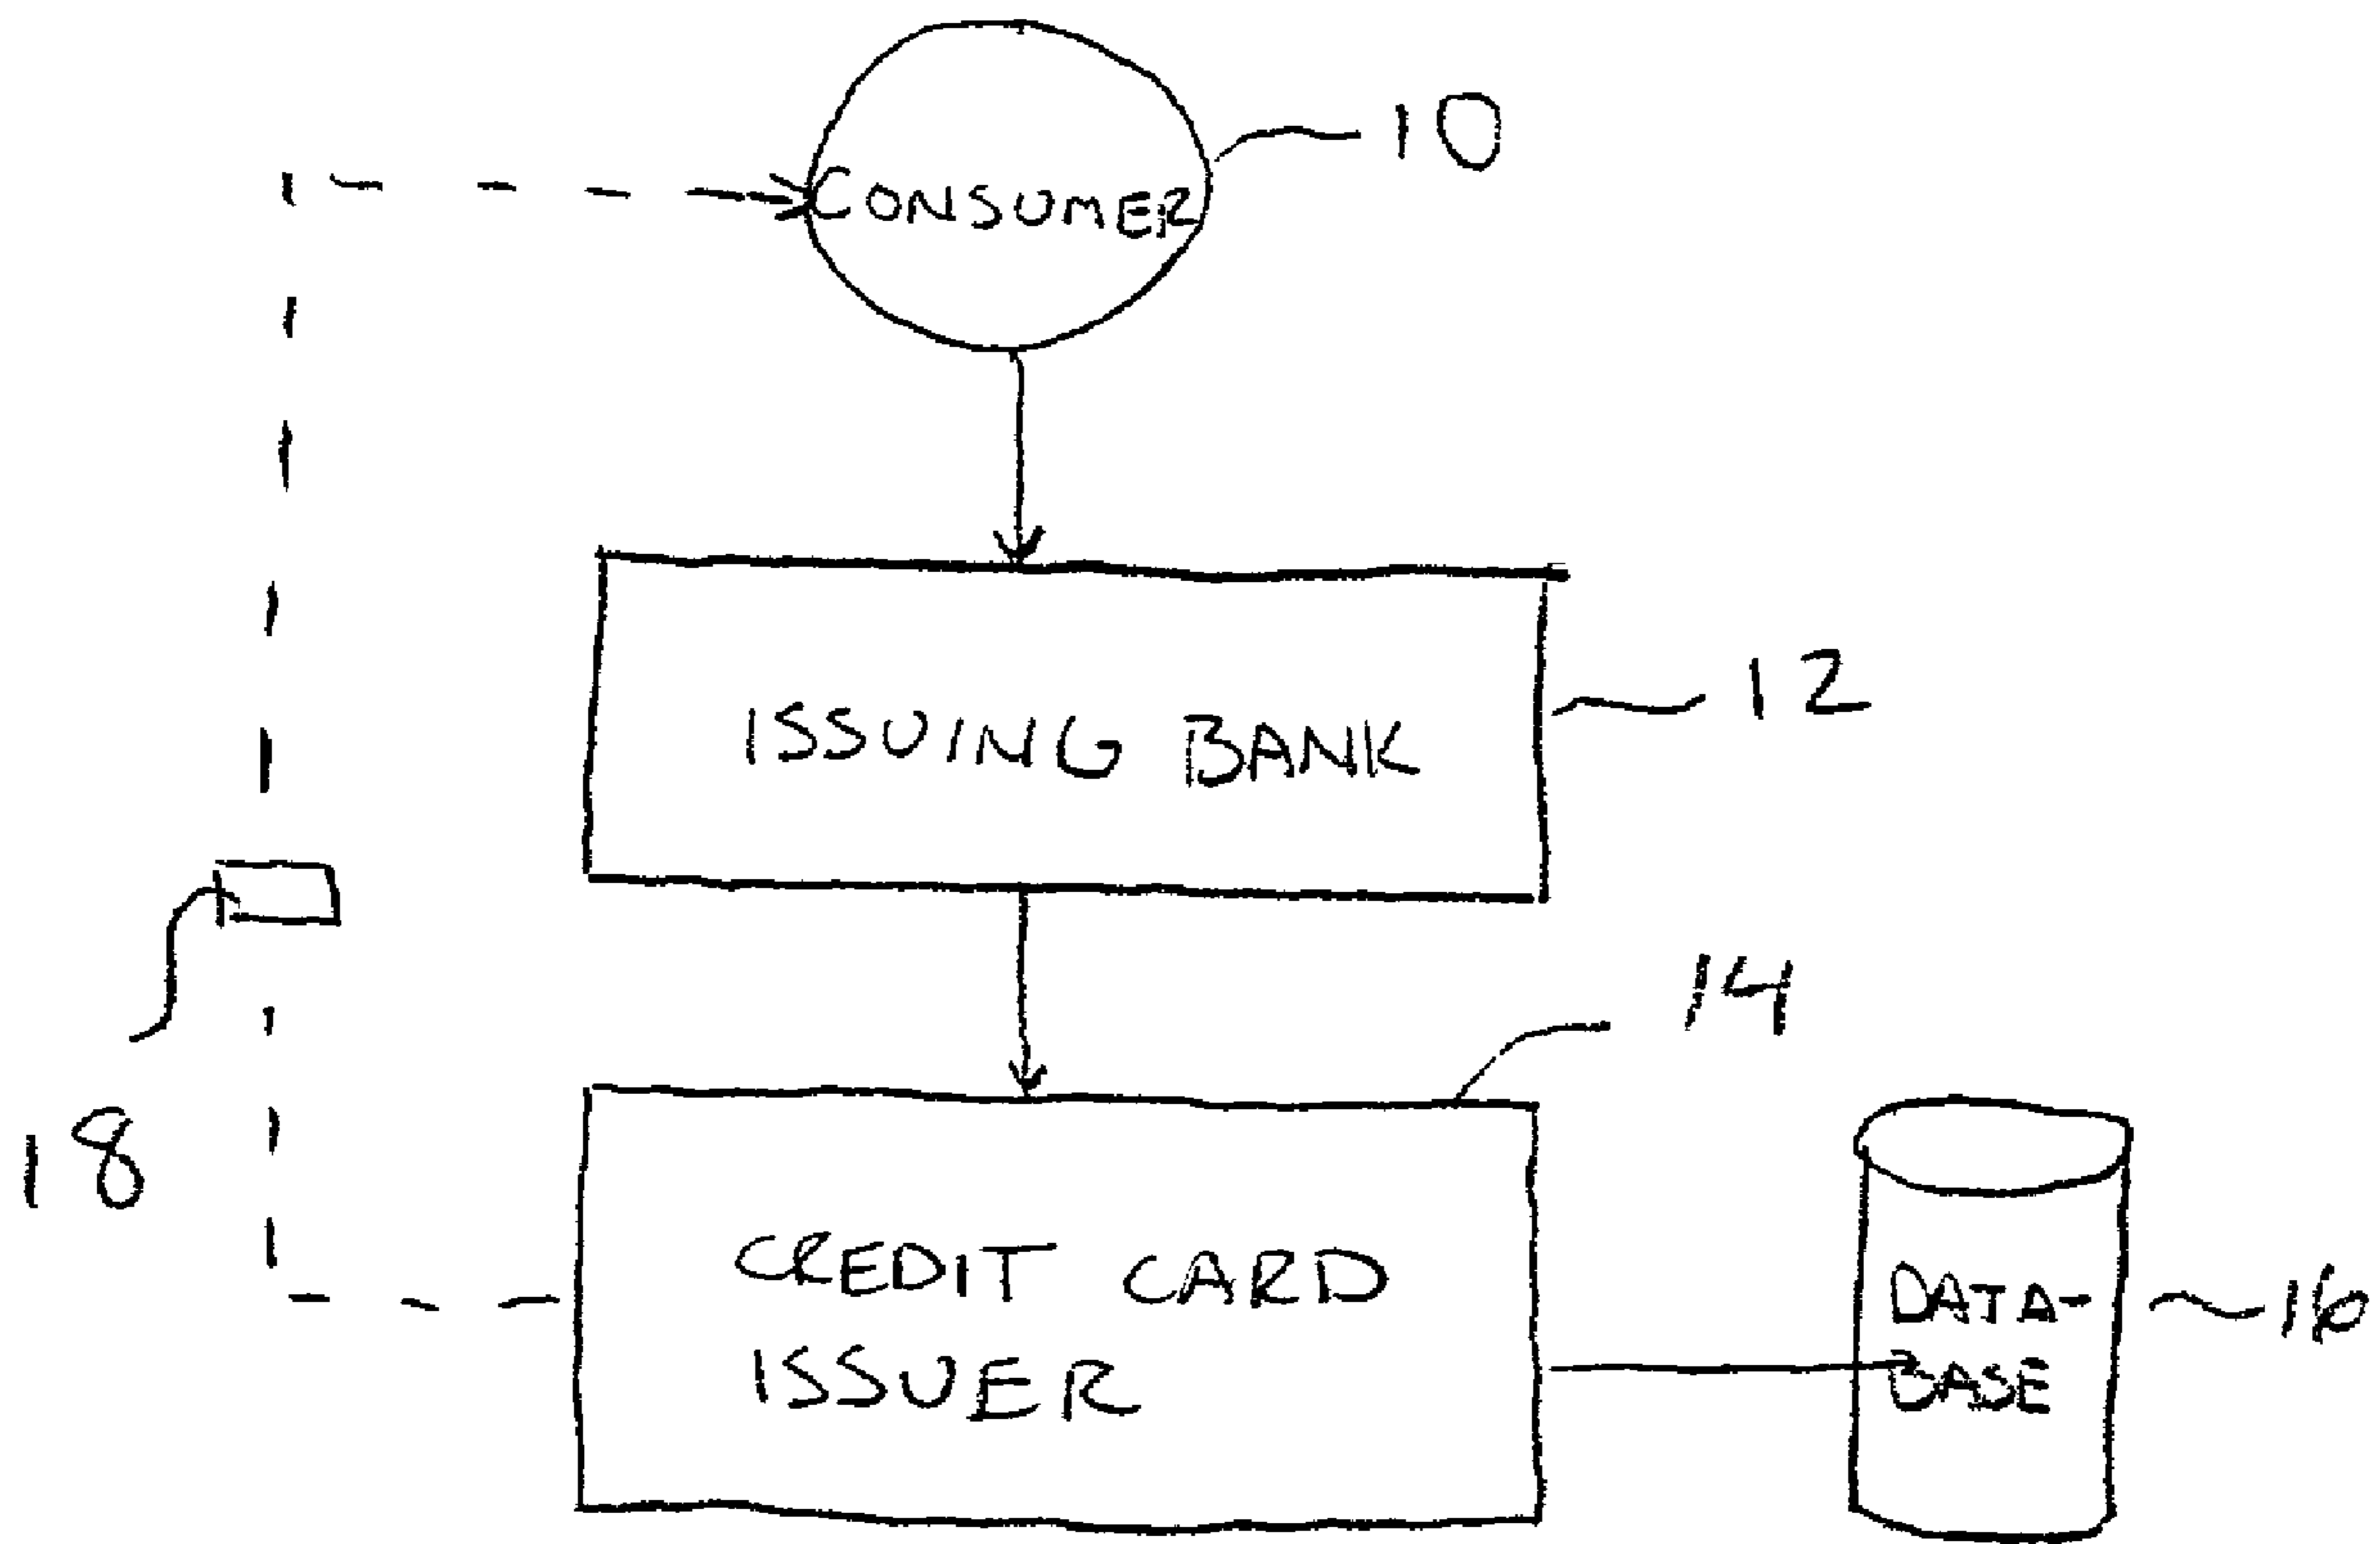 CONSUMER
10
ISSUING BANK
12
14
18
CREDIT CARD
ISSUER
DATA-
BASE
16